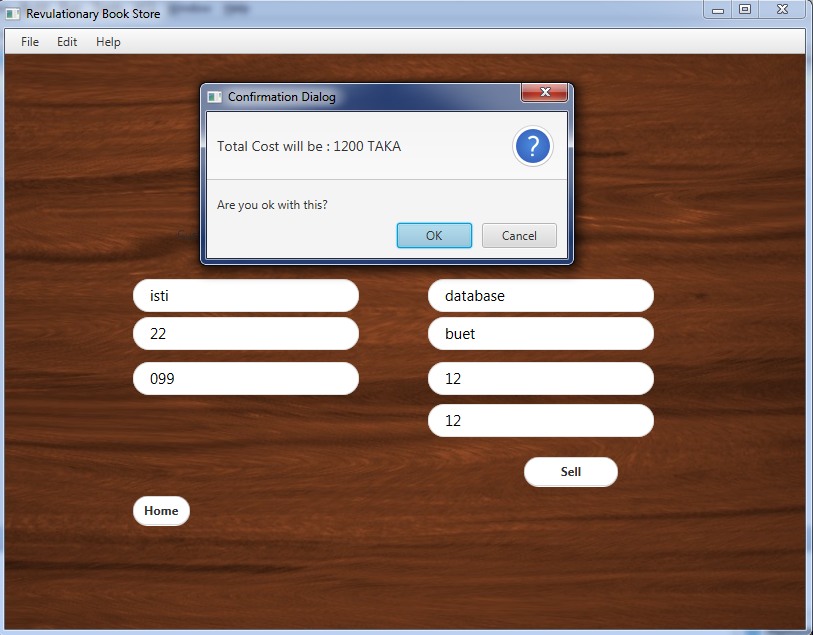 Revulationary Book Store
File Edit Help
Confirmation Dialog
Total Cost will be : 1200 TAKA
?
Are you ok with this?
OK Cancel
isti database
22 buet
099 12
12
Sell
Home